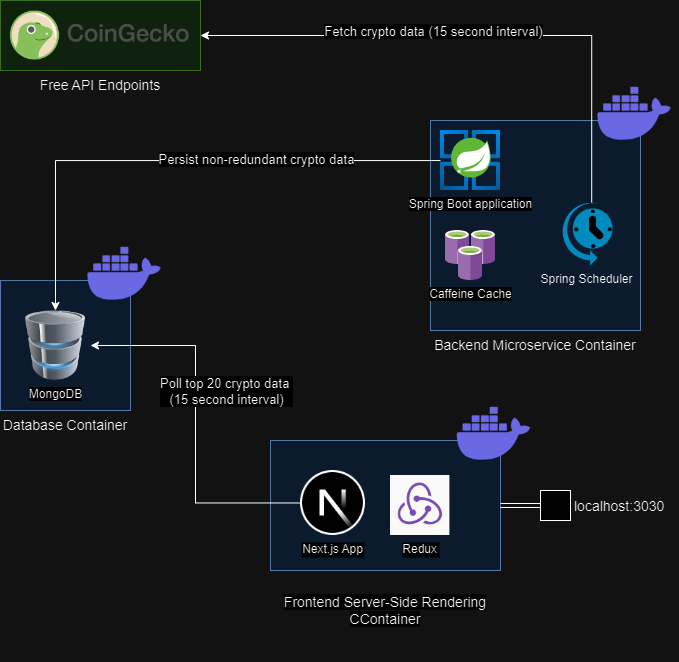 CoinGecko
Fetch crypto data (15 second interval)
Free API Endpoints
Persist non-redundant crypto data
Spring Boot application
Spring Scheduler
Caffeine Cache
Backend Microservice Container
MongoDB
Database Container
Poll top 20 crypto data
(15 second interval)
N
Next.js App
Redux
localhost:3030
Frontend Server-Side Rendering
CContainer